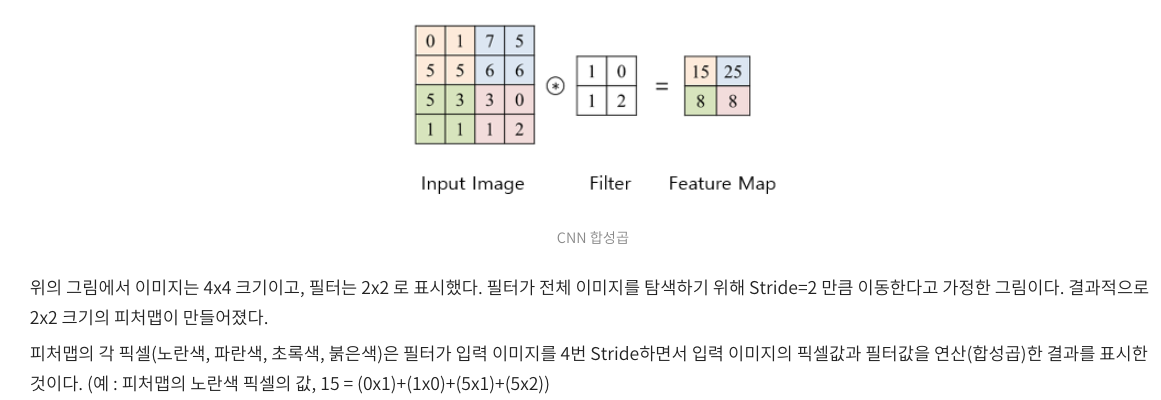 0 1 7 5
5 5 6 6
5 3 3 0
1 1 1 2
⊛
1 0
1 2
=
15 25
8 8
Input Image Filter Feature Map
CNN 합성곱
위의 그림에서 이미지는 4x4 크기이고, 필터는 2x2 로 표시했다. 필터가 전체 이미지를 탐색하기 위해 Stride=2 만큼 이동한다고 가정한 그림이다. 결과적으로
2x2 크기의 피처맵이 만들어졌다.
피처맵의 각 픽셀(노란색, 파란색, 초록색, 붉은색)은 필터가 입력 이미지를 4번 Stride하면서 입력 이미지의 픽셀값과 필터값을 연산(합성곱)한 결과를 표시한
것이다. (예 : 피처맵의 노란색 픽셀의 값, 15 = (0x1)+(1x0)+(5x1)+(5x2))